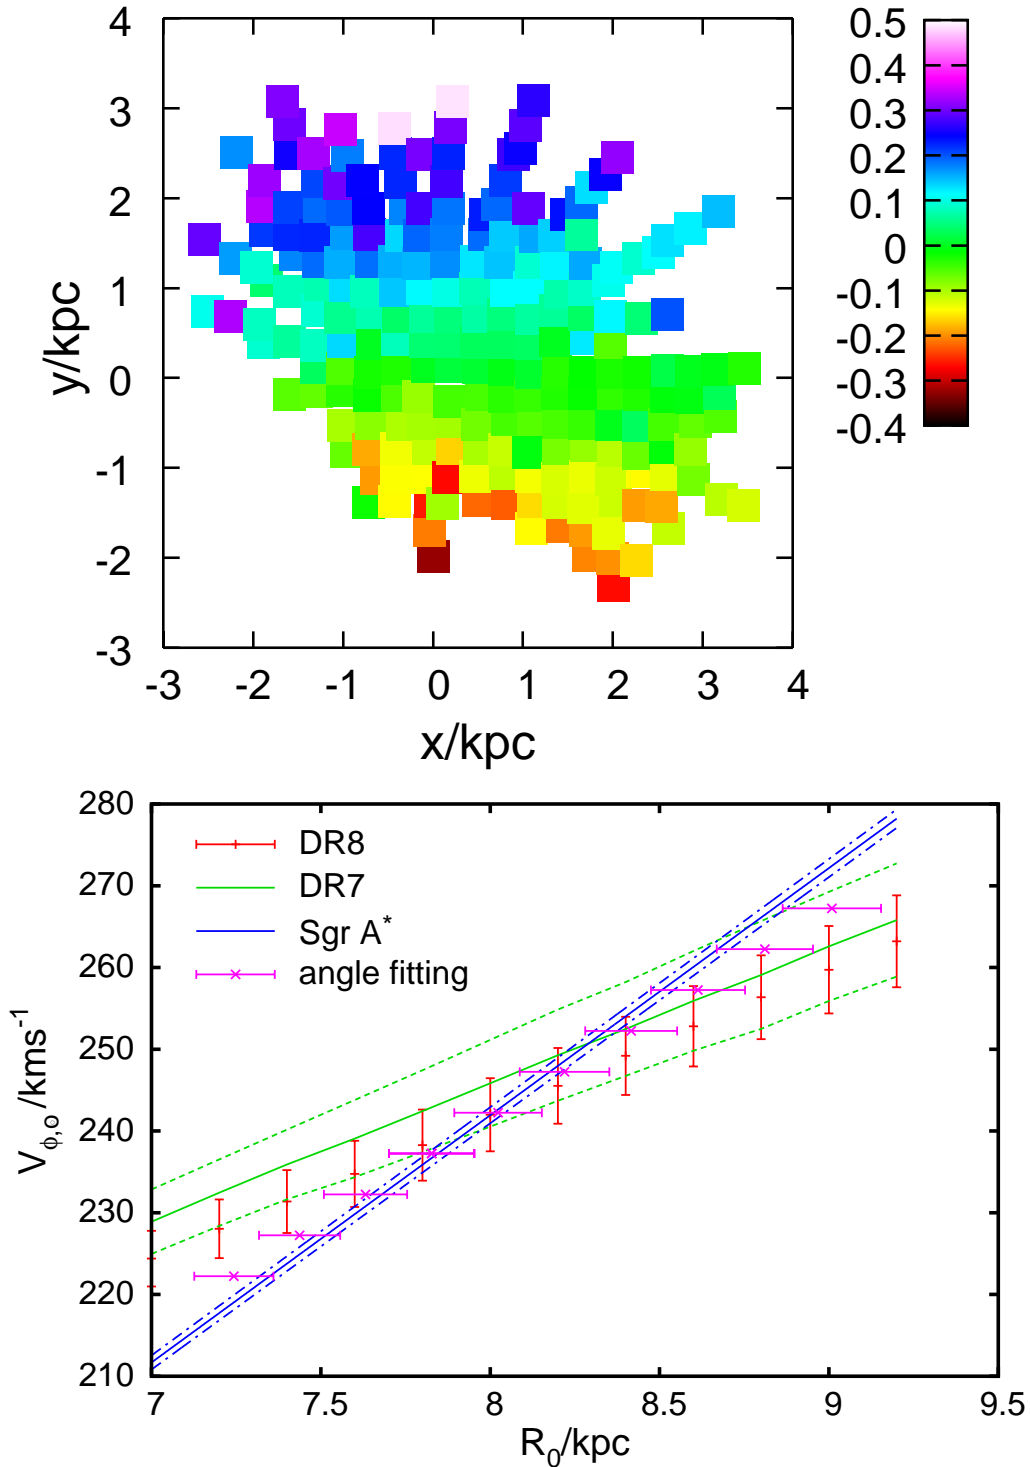 4
3
2
1
0
-1
-2
-3
y/kpc
-3 -2 -1 0 1 2 3 4
x/kpc
0.5
0.4
0.3
0.2
0.1
0
-0.1
-0.2
-0.3
-0.4
280
270
260
250
240
230
220
210
V_{ϕ,o}/kms^{-1}
DR8
DR7
Sgr A^*
angle fitting
7 7.5 8 8.5 9 9.5
R_0/kpc